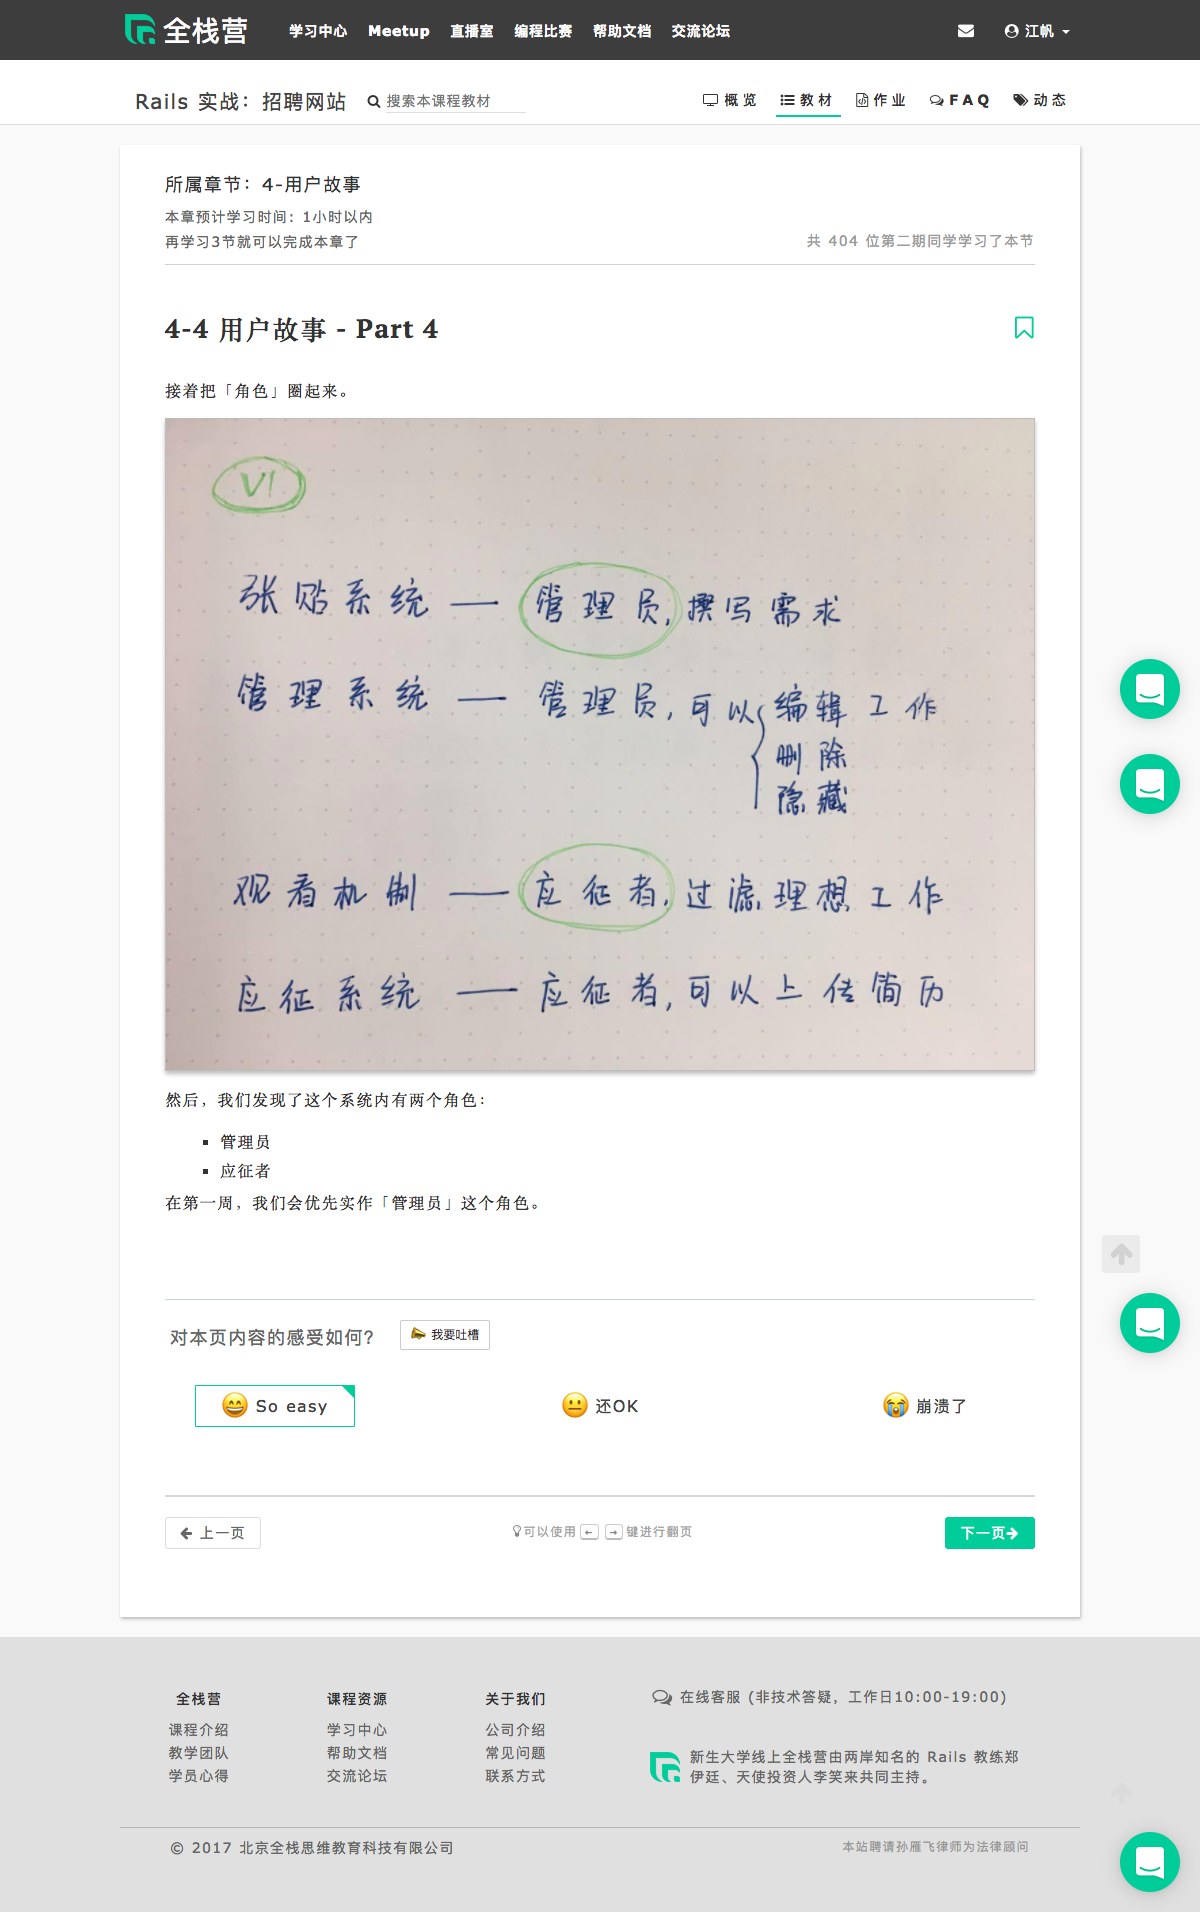 全栈营 学习中心 Meetup 直播室 编程比赛 帮助文档 交流论坛 江帆
Rails 实战：招聘网站 搜索本课程教材 概览 教材 作业 FAQ 动态
所属章节：4-用户故事
本章预计学习时间：1小时以内
再学习3节就可以完成本章了
共 404 位第二期同学学习了本节
4-4 用户故事 - Part 4
接着把「角色」圈起来。
V1
张贴系统 — 管理员，撰写需求
管理系统 — 管理员，可以{编辑工作
删除
隐藏
观看机制 — 应征者，过滤理想工作
应征系统 — 应征者，可以上传简历
然后，我们发现了这个系统内有两个角色：
▪ 管理员
▪ 应征者
在第一周，我们会优先实作「管理员」这个角色。
对本页内容的感受如何? 我要吐槽
So easy 还OK 崩溃了
上一页 可以使用 ← → 键进行翻页 下一页
全栈营 课程资源 关于我们
课程介绍 学习中心 公司介绍
教学团队 帮助文档 常见问题
学员心得 交流论坛 联系方式
在线客服 (非技术答疑，工作日10:00-19:00)
新生大学线上全栈营由两岸知名的 Rails 教练郑
伊廷、天使投资人李笑来共同主持。
© 2017 北京全栈思维教育科技有限公司
本站聘请孙雁飞律师为法律顾问